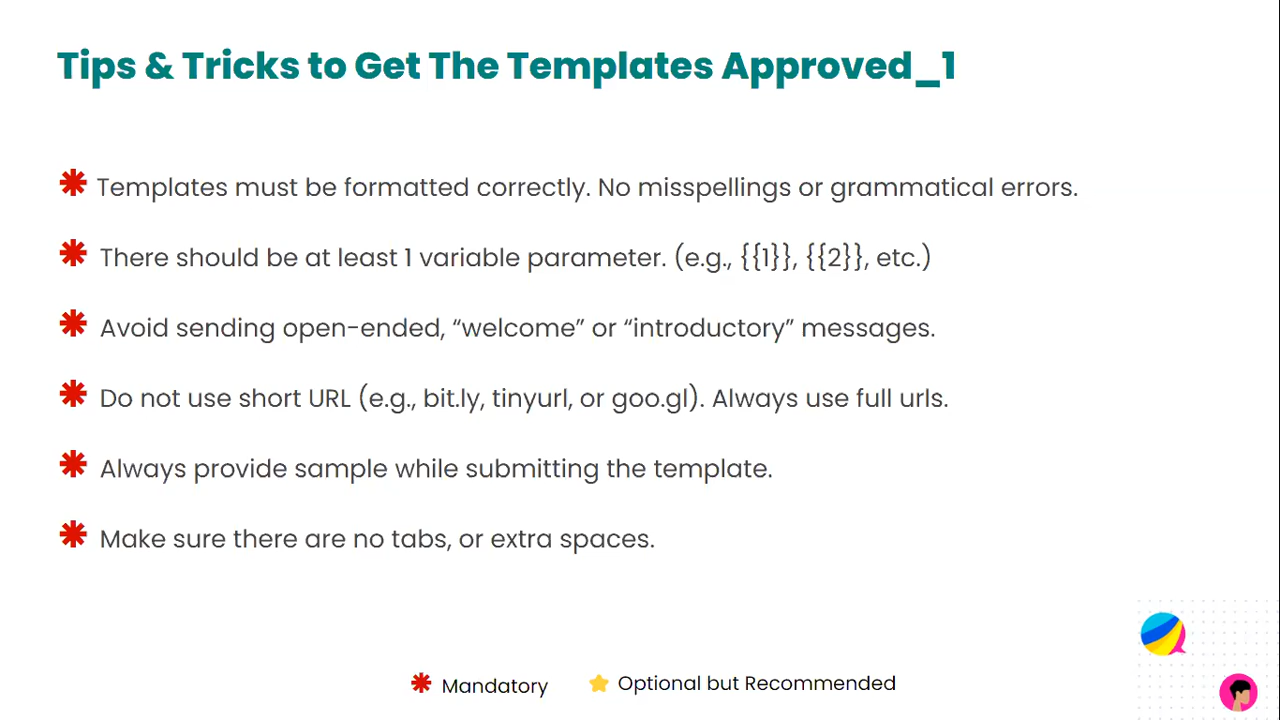 Tips & Tricks to Get The Templates Approved_1
Templates must be formatted correctly. No misspellings or grammatical errors.
There should be at least 1 variable parameter. (e.g., {{1}}, {{2}}, etc.)
Avoid sending open-ended, “welcome” or “introductory” messages.
Do not use short URL (e.g., bit.ly, tinyurl, or goo.gl). Always use full urls.
Always provide sample while submitting the template.
Make sure there are no tabs, or extra spaces.
Mandatory
Optional but Recommended